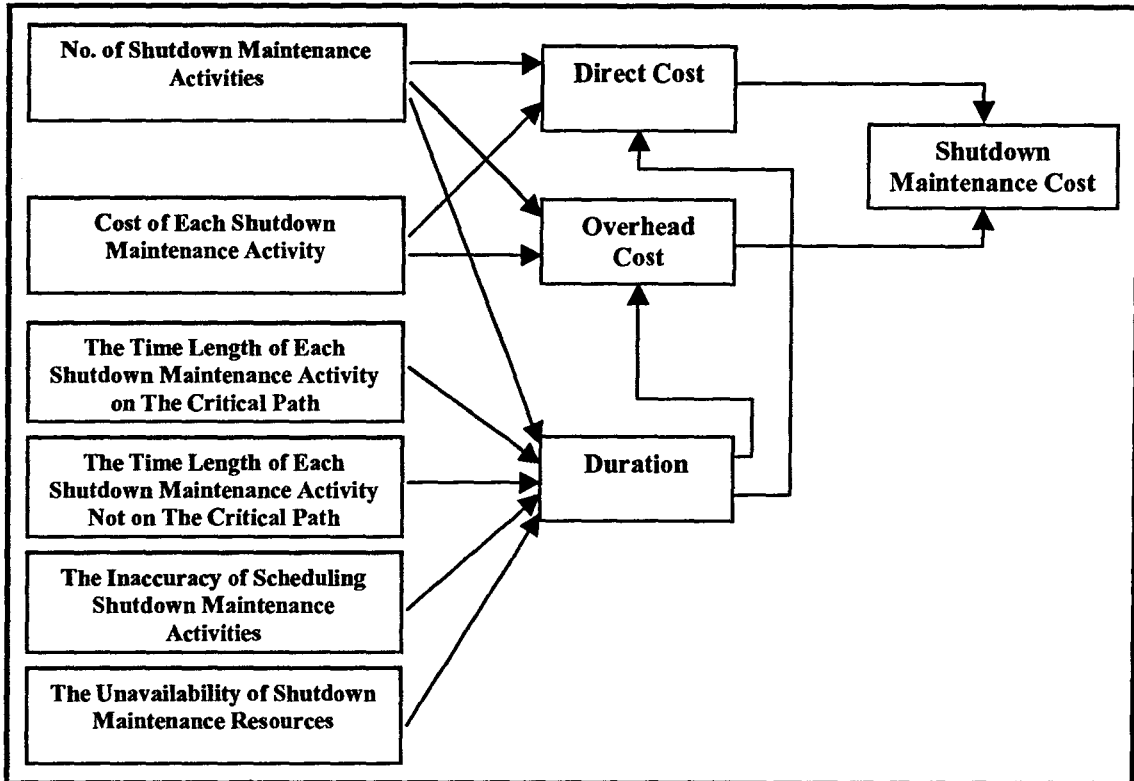 No. of Shutdown Maintenance
Activities
Direct Cost
Shutdown
Maintenance Cost
Cost of Each Shutdown
Maintenance Activity
Overhead
Cost
The Time Length of Each
Shutdown Maintenance Activity
on The Critical Path
The Time Length of Each
Shutdown Maintenance Activity
Not on The Critical Path
Duration
The Inaccuracy of Scheduling
Shutdown Maintenance
Activities
The Unavailability of Shutdown
Maintenance Resources